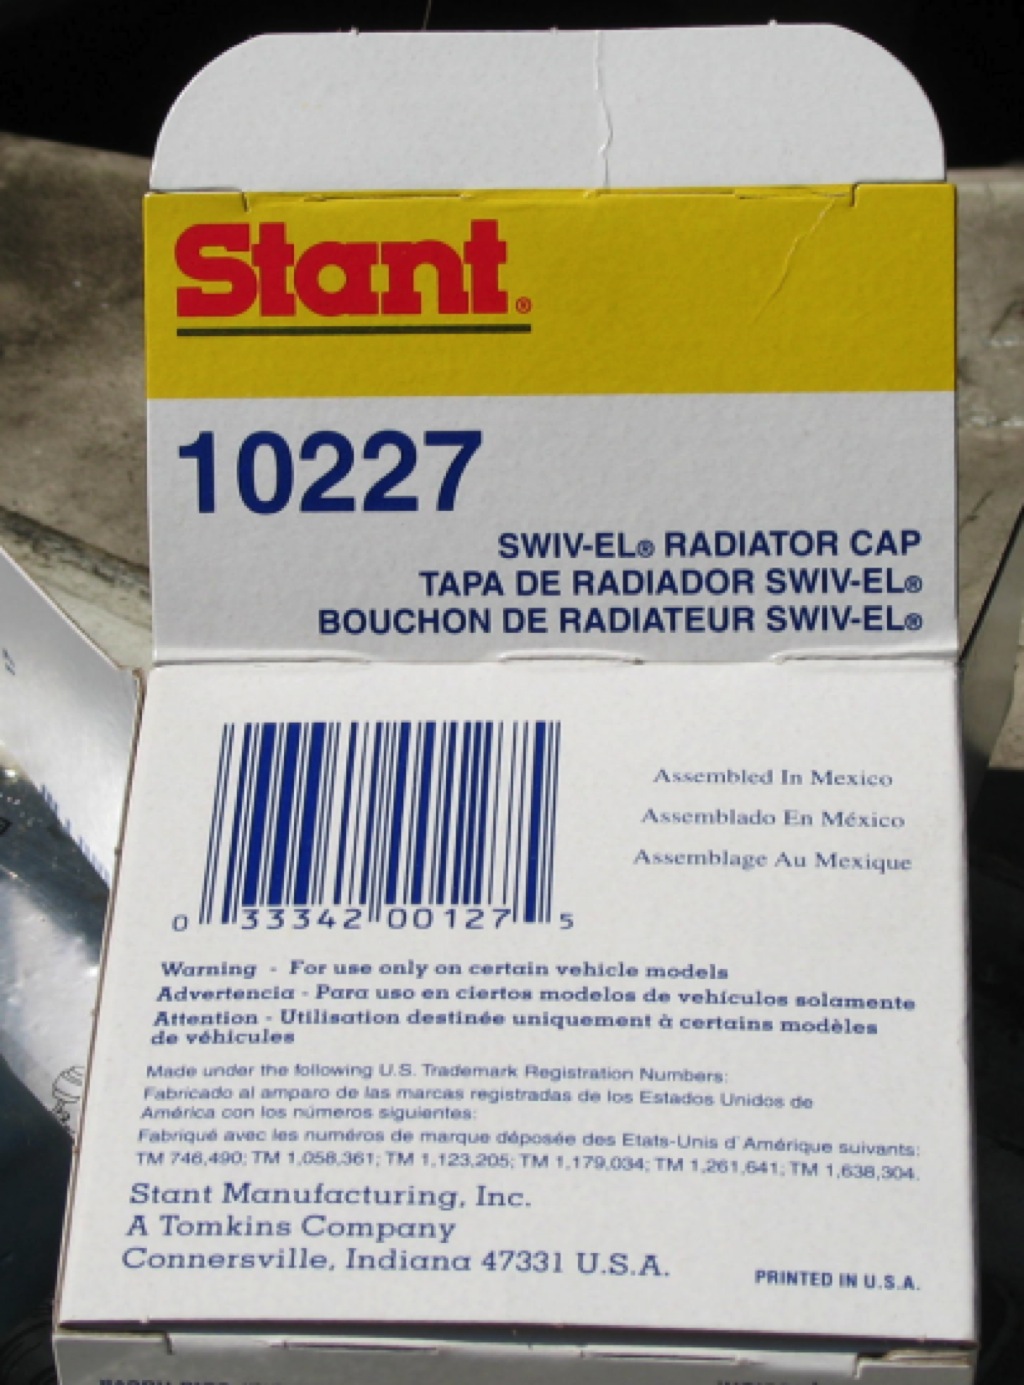 Stant®
10227
SWIV-EL® RADIATOR CAP
TAPA DE RADIADOR SWIV-EL®
BOUCHON DE RADIATEUR SWIV-EL®
Assembled In Mexico
Assemblado En México
Assemblage Au Mexique
0 33342 00127 5
Warning - For use only on certain vehicle models
Advertencia - Para uso en ciertos modelos de vehículos solamente
Attention - Utilisation destinée uniquement à certains modèles
de véhicules
Made under the following U.S. Trademark Registration Numbers:
Fabricado al amparo de las marcas registradas de los Estados Unidos de
América con los números siguientes:
Fabriqué avec les numéros de marque déposée des Etats-Unis d'Amérique suivants:
TM 746,490; TM 1,058,361; TM 1,123,205; TM 1,179,034; TM 1,261,641; TM 1,638,304.
Stant Manufacturing, Inc.
A Tomkins Company
Connersville, Indiana 47331 U.S.A.
PRINTED IN U.S.A.